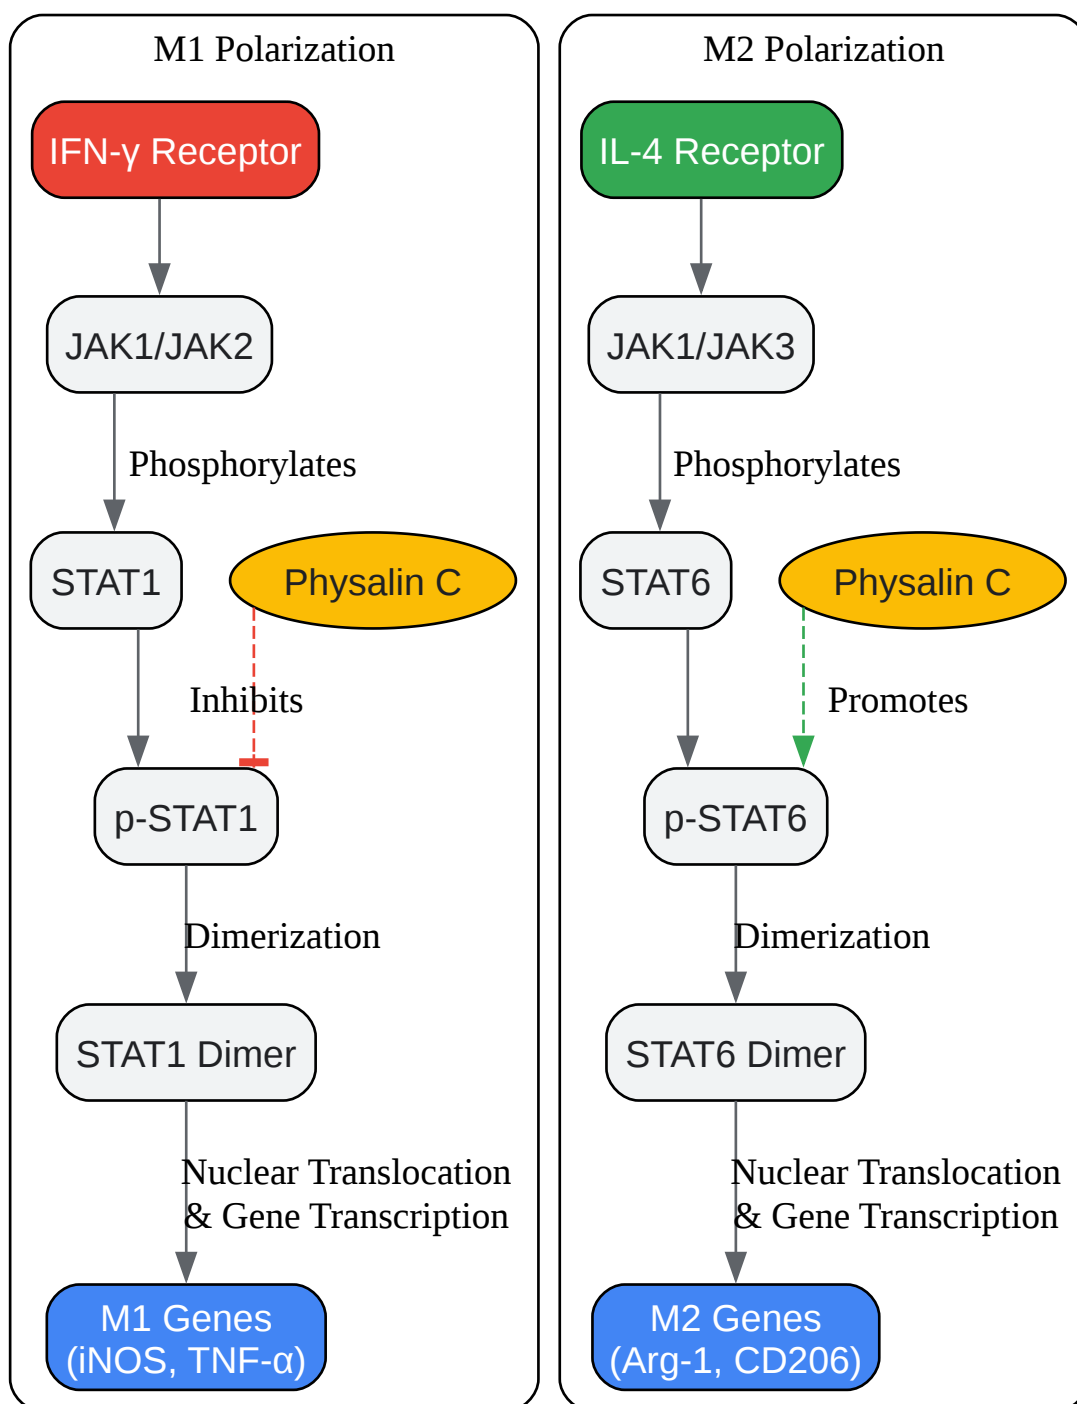 M1 Polarization
IFN-γ Receptor
JAK1/JAK2
Phosphorylates
STAT1
Physalin C
Inhibits
p-STAT1
Dimerization
STAT1 Dimer
Nuclear Translocation
& Gene Transcription
M1 Genes
(iNOS, TNF-α)
M2 Polarization
IL-4 Receptor
JAK1/JAK3
Phosphorylates
STAT6
Physalin C
Promotes
p-STAT6
Dimerization
STAT6 Dimer
Nuclear Translocation
& Gene Transcription
M2 Genes
(Arg-1, CD206)